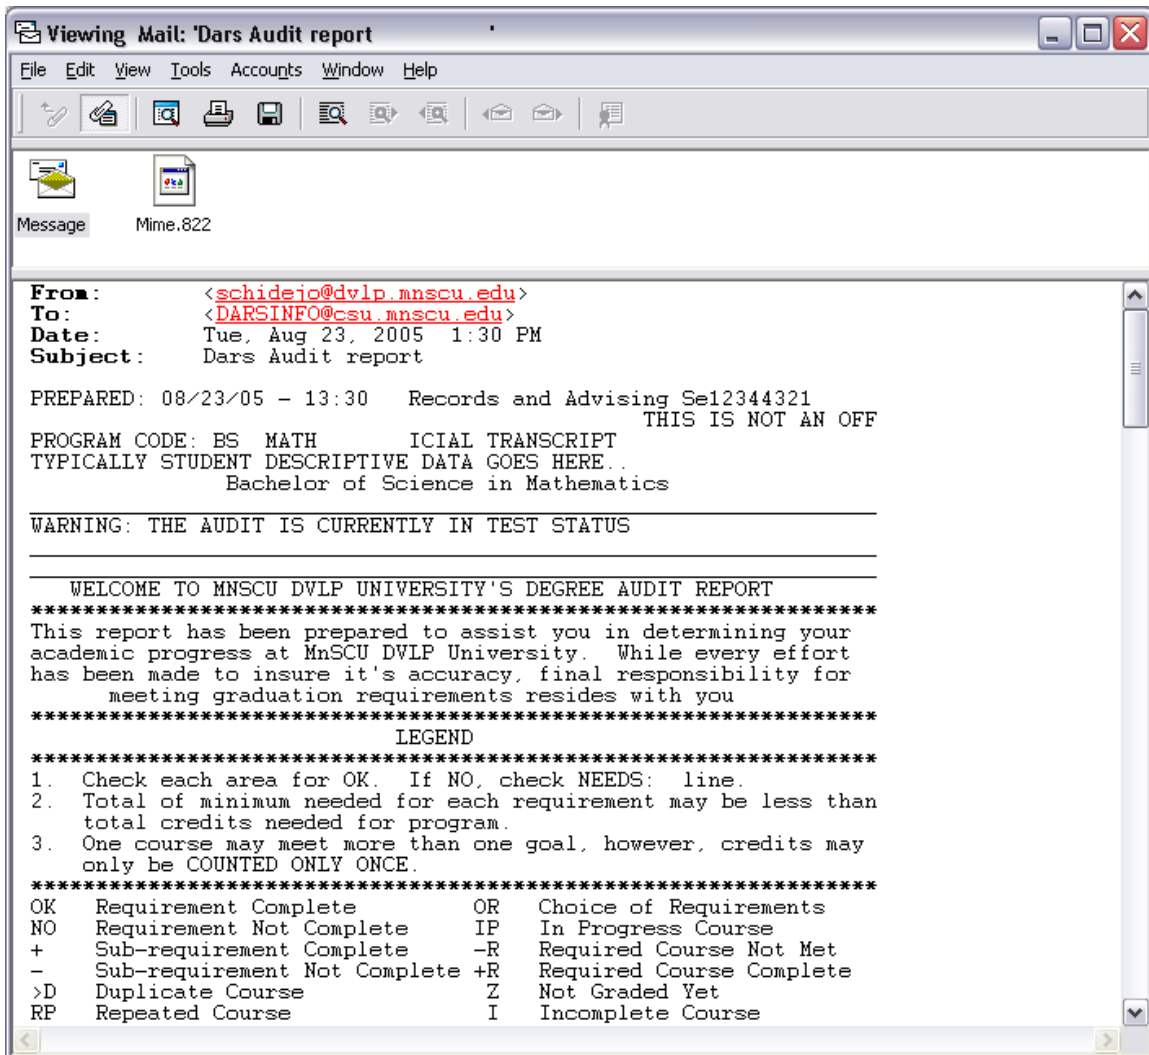 Viewing Mail: 'Dars Audit report '
File Edit View Tools Accounts Window Help
Message Mime.822
From: <schidejo@dvlp.mnscu.edu>
To: <DARSINFO@csu.mnscu.edu>
Date: Tue, Aug 23, 2005 1:30 PM
Subject: Dars Audit report
PREPARED: 08/23/05 - 13:30 Records and Advising Se12344321
THIS IS NOT AN OFF
PROGRAM CODE: BS MATH ICIAL TRANSCRIPT
TYPICALLY STUDENT DESCRIPTIVE DATA GOES HERE..
Bachelor of Science in Mathematics
WARNING: THE AUDIT IS CURRENTLY IN TEST STATUS
WELCOME TO MNSCU DVLP UNIVERSITY'S DEGREE AUDIT REPORT
*****************************************************************
This report has been prepared to assist you in determining your
academic progress at MnSCU DVLP University. While every effort
has been made to insure it's accuracy, final responsibility for
meeting graduation requirements resides with you
*****************************************************************
LEGEND
*****************************************************************
1. Check each area for OK. If NO, check NEEDS: line.
2. Total of minimum needed for each requirement may be less than
total credits needed for program.
3. One course may meet more than one goal, however, credits may
only be COUNTED ONLY ONCE.
*****************************************************************
OK Requirement Complete OR Choice of Requirements
NO Requirement Not Complete IP In Progress Course
+ Sub-requirement Complete -R Required Course Not Met
- Sub-requirement Not Complete +R Required Course Complete
>D Duplicate Course Z Not Graded Yet
RP Repeated Course I Incomplete Course